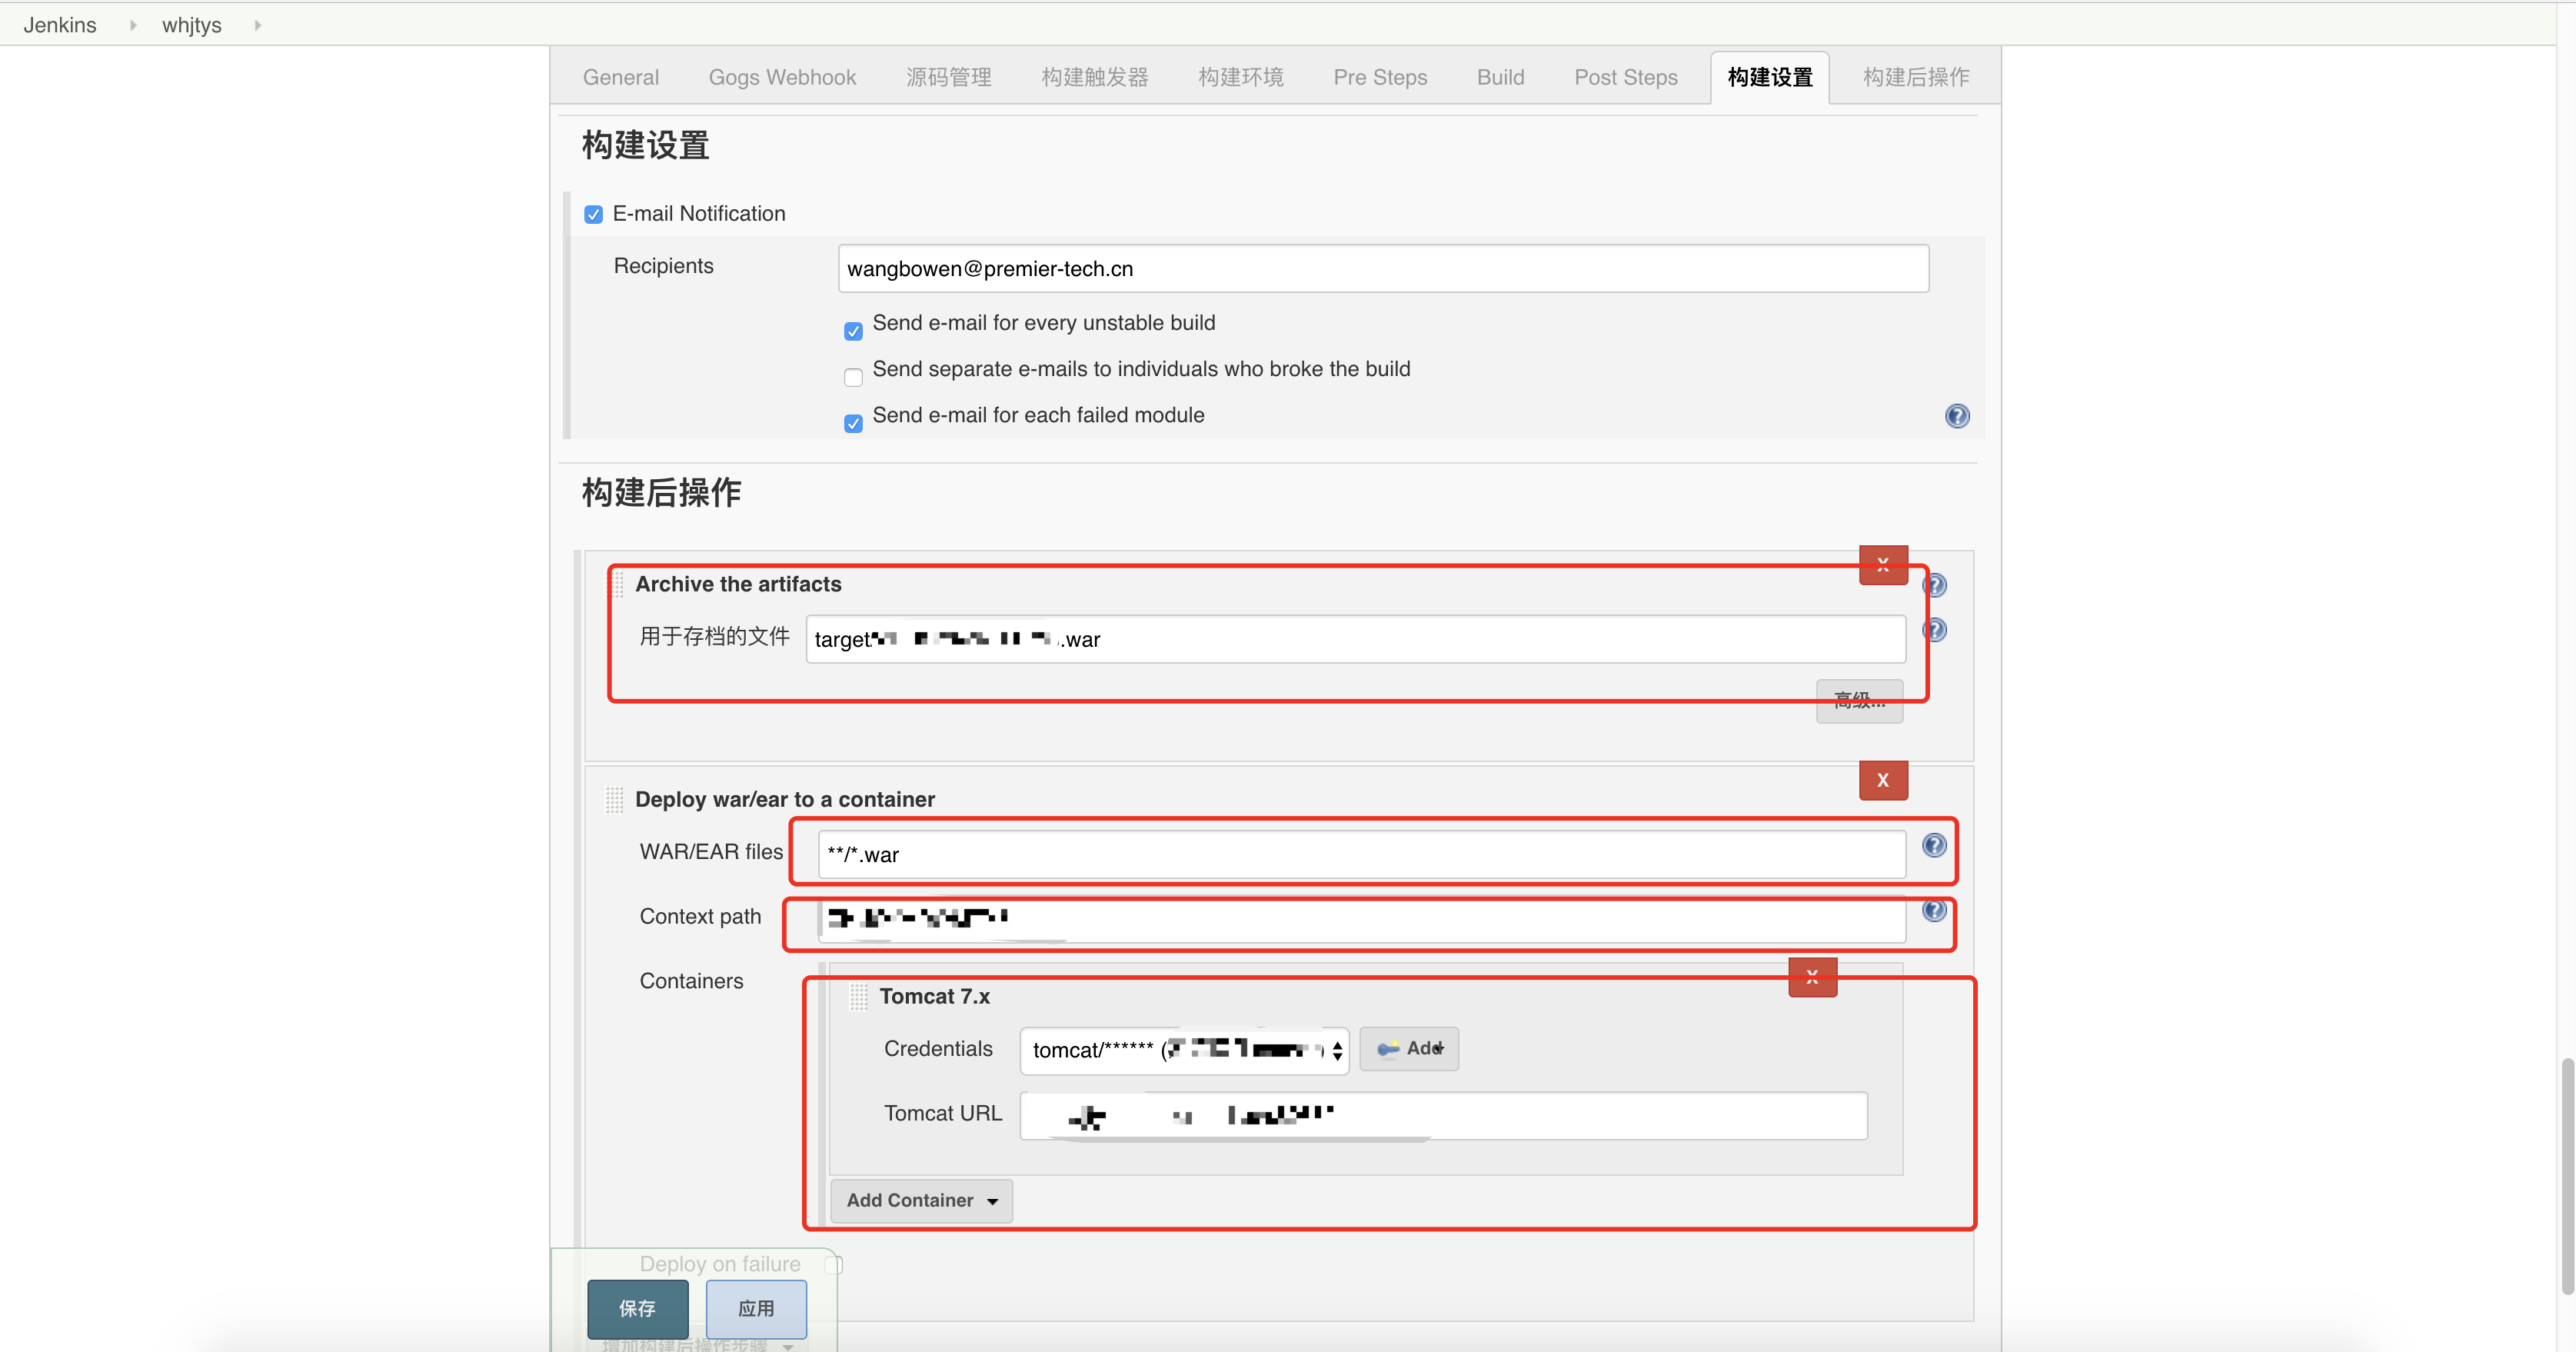 Jenkins whjtys
General Gogs Webhook 源码管理 构建触发器 构建环境 Pre Steps Build Post Steps 构建设置 构建后操作
构建设置
E-mail Notification
Recipients wangbowen@premier-tech.cn
Send e-mail for every unstable build
Send separate e-mails to individuals who broke the build
Send e-mail for each failed module
构建后操作
X
Archive the artifacts
用于存档的文件 target .war
高级...
X
Deploy war/ear to a container
WAR/EAR files **/*.war
Context path
Containers
X
Tomcat 7.x
Credentials tomcat/****** ( ) Add
Tomcat URL
Add Container
Deploy on failure
保存 应用
增加构建后操作步骤